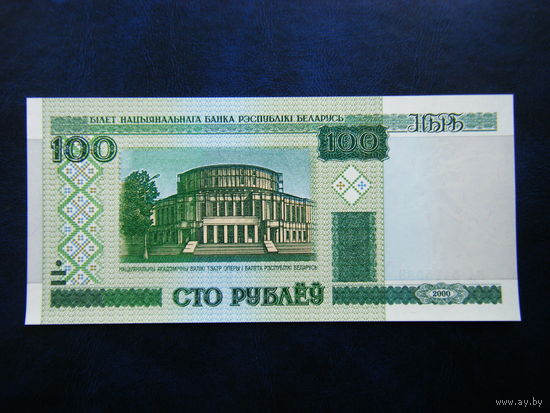 БІЛЕТ НАЦЫЯНАЛЬНАГА БАНКА РЭСПУБЛІКІ БЕЛАРУСЬ
100
100
НБРБ
НАЦЫЯНАЛЬНЫ АКАДЭМІЧНЫ ВЯЛІКІ ТЭАТР ОПЕРЫ І БАЛЕТА РЭСПУБЛІКІ БЕЛАРУСЬ
СТО РУБЛЁЎ
2000
www.ay.by